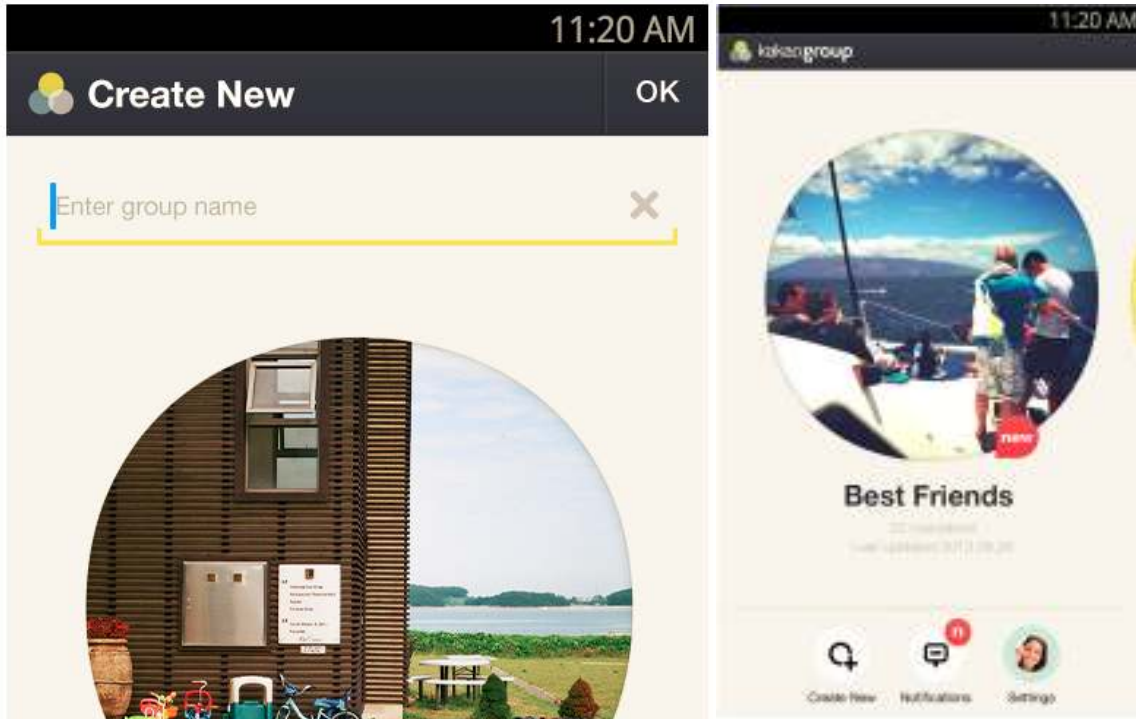 11:20 AM
Create New
OK
Enter group name
11:20 AM
kakaogroup
new
Best Friends
Create New
Notifications
Settings